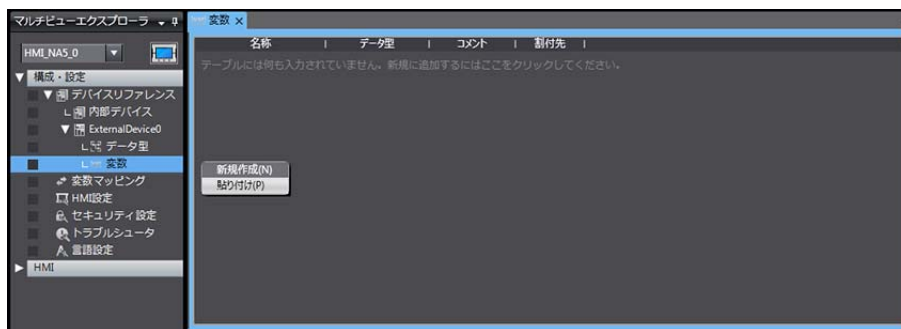 マルチビューエクスプローラ
HMI_NA5_0
構成・設定
デバイスリファレンス
内部デバイス
ExternalDevice0
データ型
変数
変数マッピング
HMI設定
セキュリティ設定
トラブルシュータ
言語設定
HMI
変数
名称 データ型 コメント 割付先
テーブルには何も入力されていません。新規に追加するにはここをクリックしてください。
新規作成(N)
貼り付け(P)